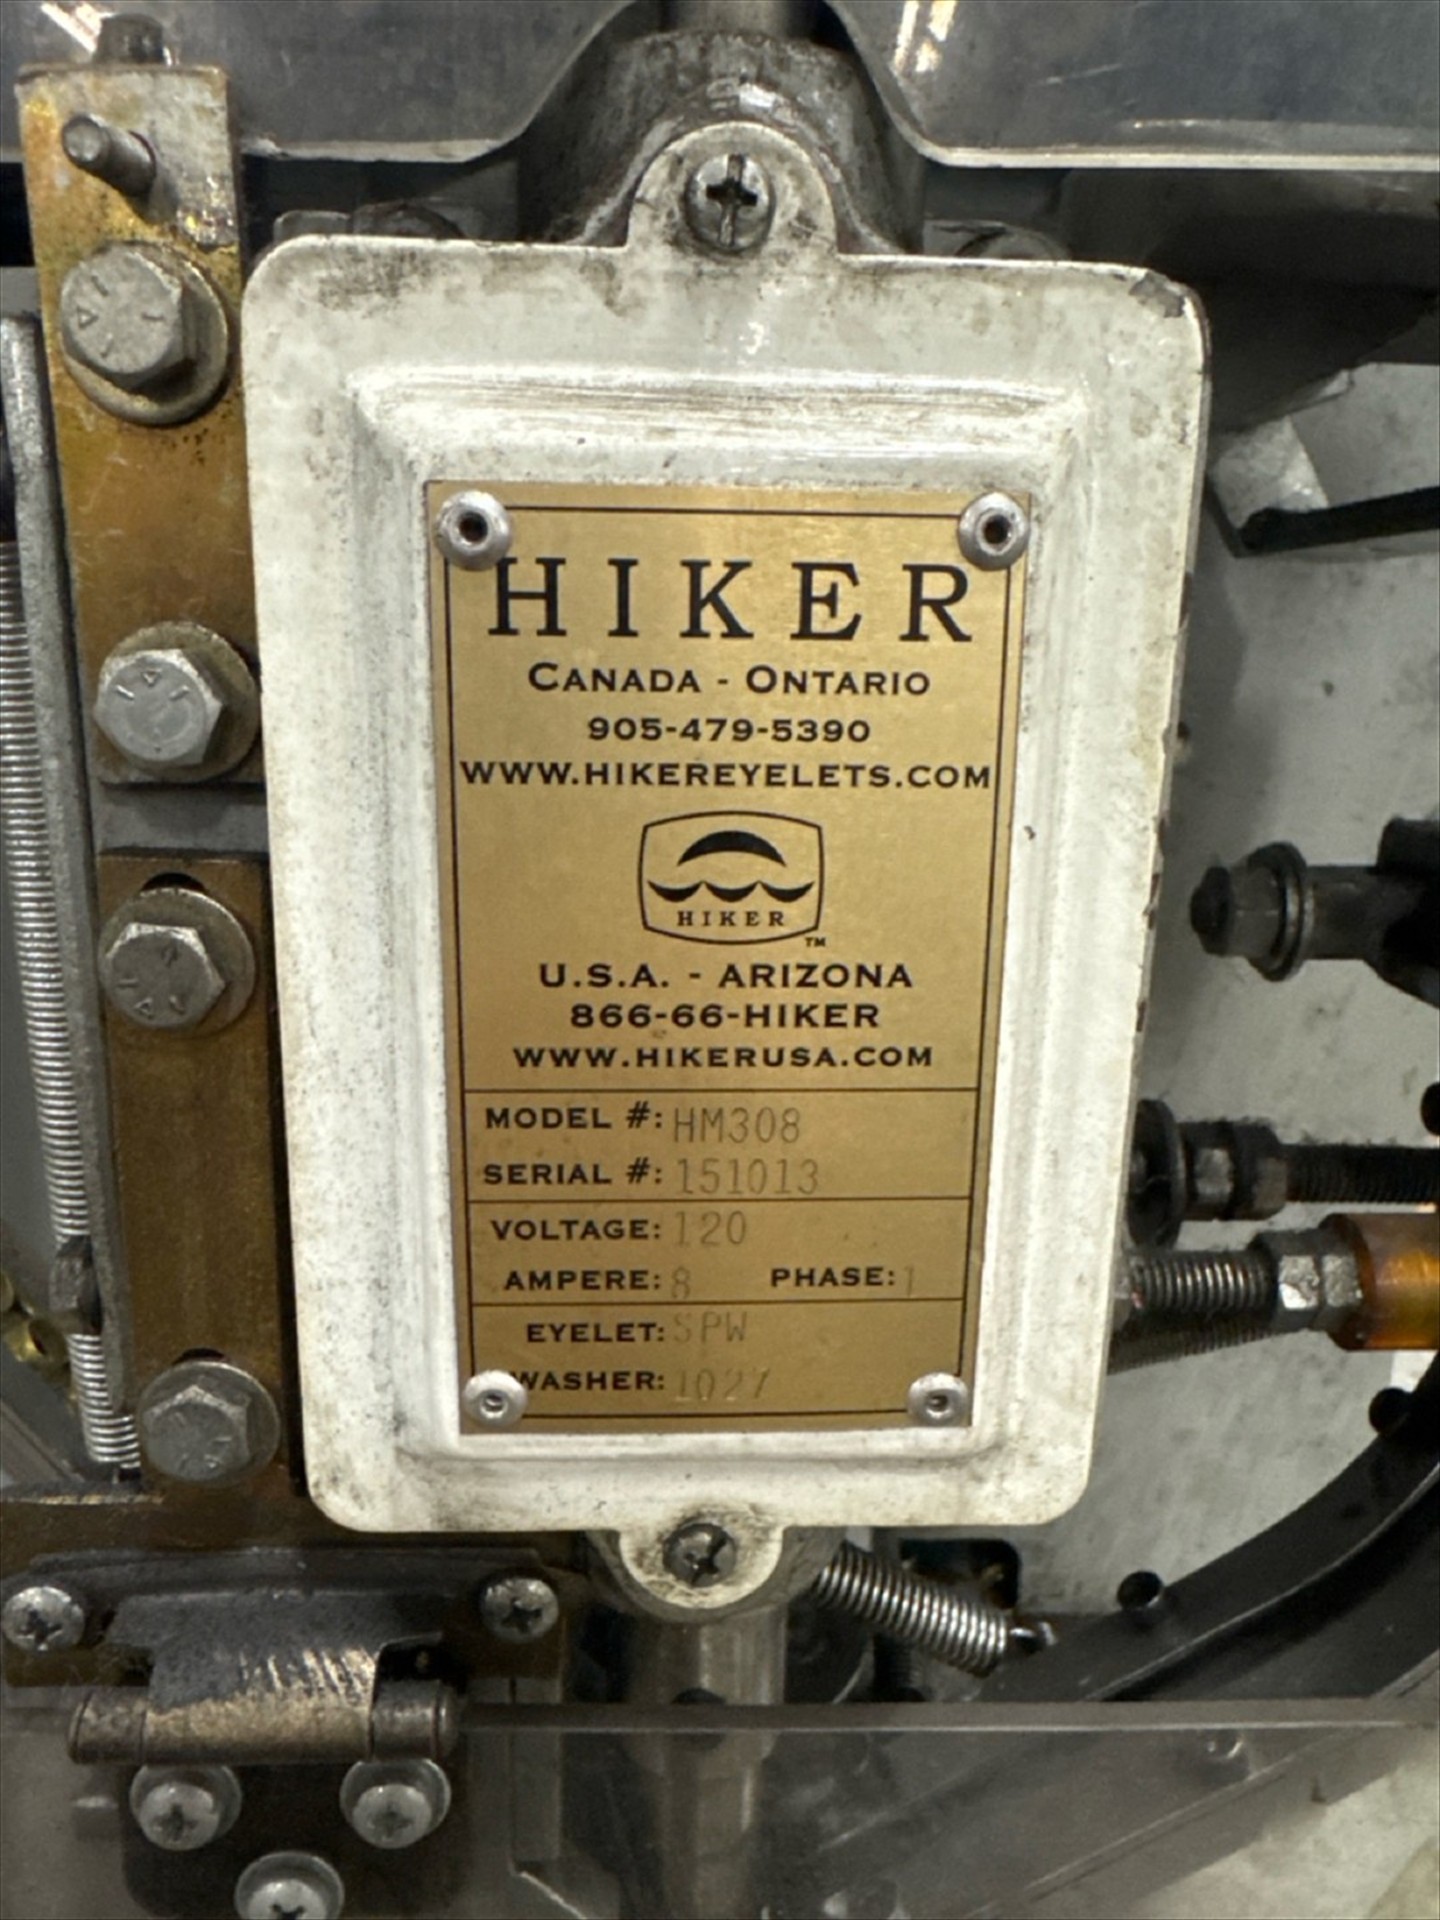 HIKER
CANADA - ONTARIO
905-479-5390
WWW.HIKEREYELETS.COM
HIKER
TM
U.S.A. - ARIZONA
866-66-HIKER
WWW.HIKERUSA.COM
MODEL #: HM308
SERIAL #: 151013
VOLTAGE: 120
AMPERE: 8 PHASE: 1
EYELET: SPW
WASHER: 1027